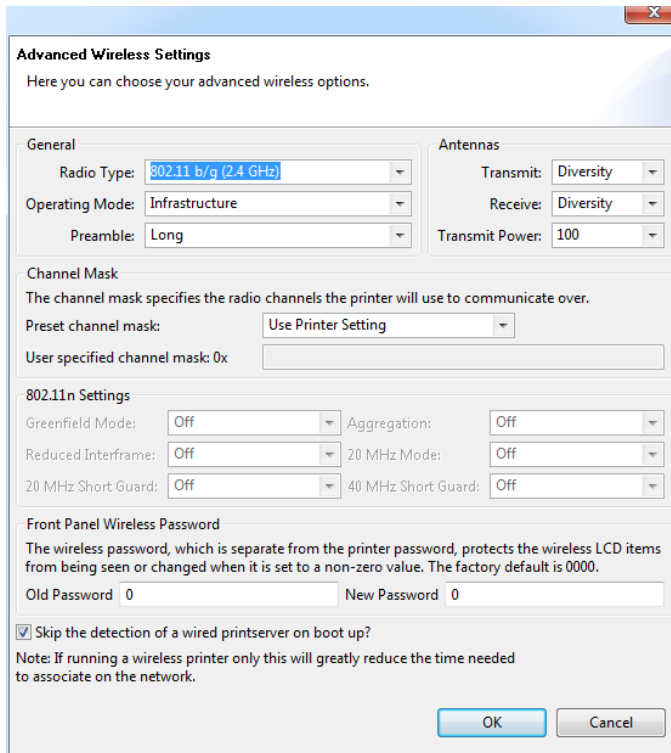 Advanced Wireless Settings
Here you can choose your advanced wireless options.
General
Radio Type: 802.11 b/g (2.4 GHz)
Operating Mode: Infrastructure
Preamble: Long
Antennas
Transmit: Diversity
Receive: Diversity
Transmit Power: 100
Channel Mask
The channel mask specifies the radio channels the printer will use to communicate over.
Preset channel mask: Use Printer Setting
User specified channel mask: 0x
802.11n Settings
Greenfield Mode: Off Aggregation: Off
Reduced Interframe: Off 20 MHz Mode: Off
20 MHz Short Guard: Off 40 MHz Short Guard: Off
Front Panel Wireless Password
The wireless password, which is separate from the printer password, protects the wireless LCD items
from being seen or changed when it is set to a non-zero value. The factory default is 0000.
Old Password 0 New Password 0
Skip the detection of a wired printserver on boot up?
Note: If running a wireless printer only this will greatly reduce the time needed
to associate on the network.
OK Cancel